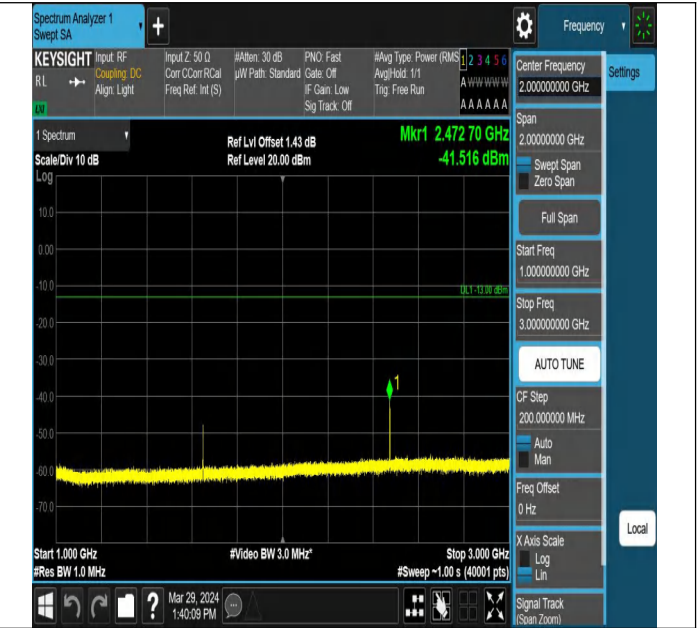 Spectrum Analyzer 1
Swept SA
+
Frequency
KEYSIGHT
RL
LXI
Input: RF
Coupling: DC
Align: Light
Input Z: 50 Ω
Corr CCorr RCal
Freq Ref: Int (S)
#Atten: 30 dB
µW Path: Standard
PNO: Fast
Gate: Off
IF Gain: Low
Sig Track: Off
#Avg Type: Power (RMS
Avg|Hold: 1/1
Trig: Free Run
1 2 3 4 5 6
A W W W W W
A A A A A A
1 Spectrum
Scale/Div 10 dB
Log
Ref Lvl Offset 1.43 dB
Ref Level 20.00 dBm
Mkr1 2.472 70 GHz
-41.516 dBm
10.0
0.00
-10.0
DL1 -13.00 dBm
-20.0
-30.0
1
-40.0
-50.0
-60.0
-70.0
Start 1.000 GHz
#Res BW 1.0 MHz
#Video BW 3.0 MHz*
Stop 3.000 GHz
#Sweep ~1.00 s (40001 pts)
?
Mar 29, 2024
1:40:09 PM
Center Frequency
2.000000000 GHz
Settings
Span
2.00000000 GHz
Swept Span
Zero Span
Full Span
Start Freq
1.000000000 GHz
Stop Freq
3.000000000 GHz
AUTO TUNE
CF Step
200.000000 MHz
Auto
Man
Freq Offset
0 Hz
X Axis Scale
Log
Lin
Local
Signal Track
(Span Zoom)